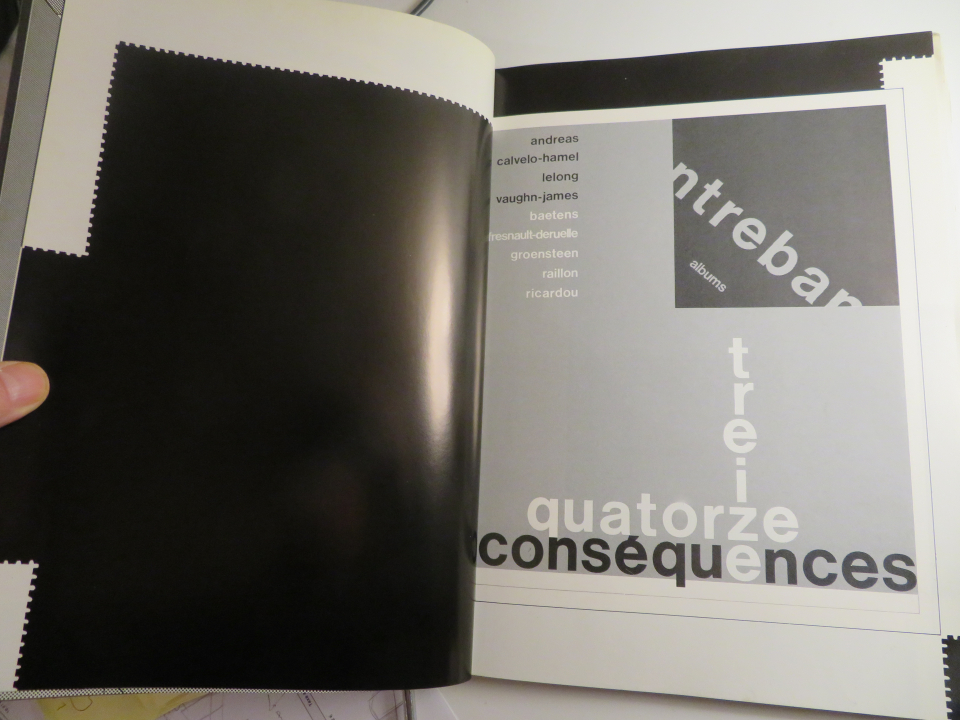 andreas
calvelo-hamel
lelong
vaughn-james
baetens
fresnault-deruelle
groensteen
raillon
ricardou
ntreban
albums
treize
quatorze
conséquences